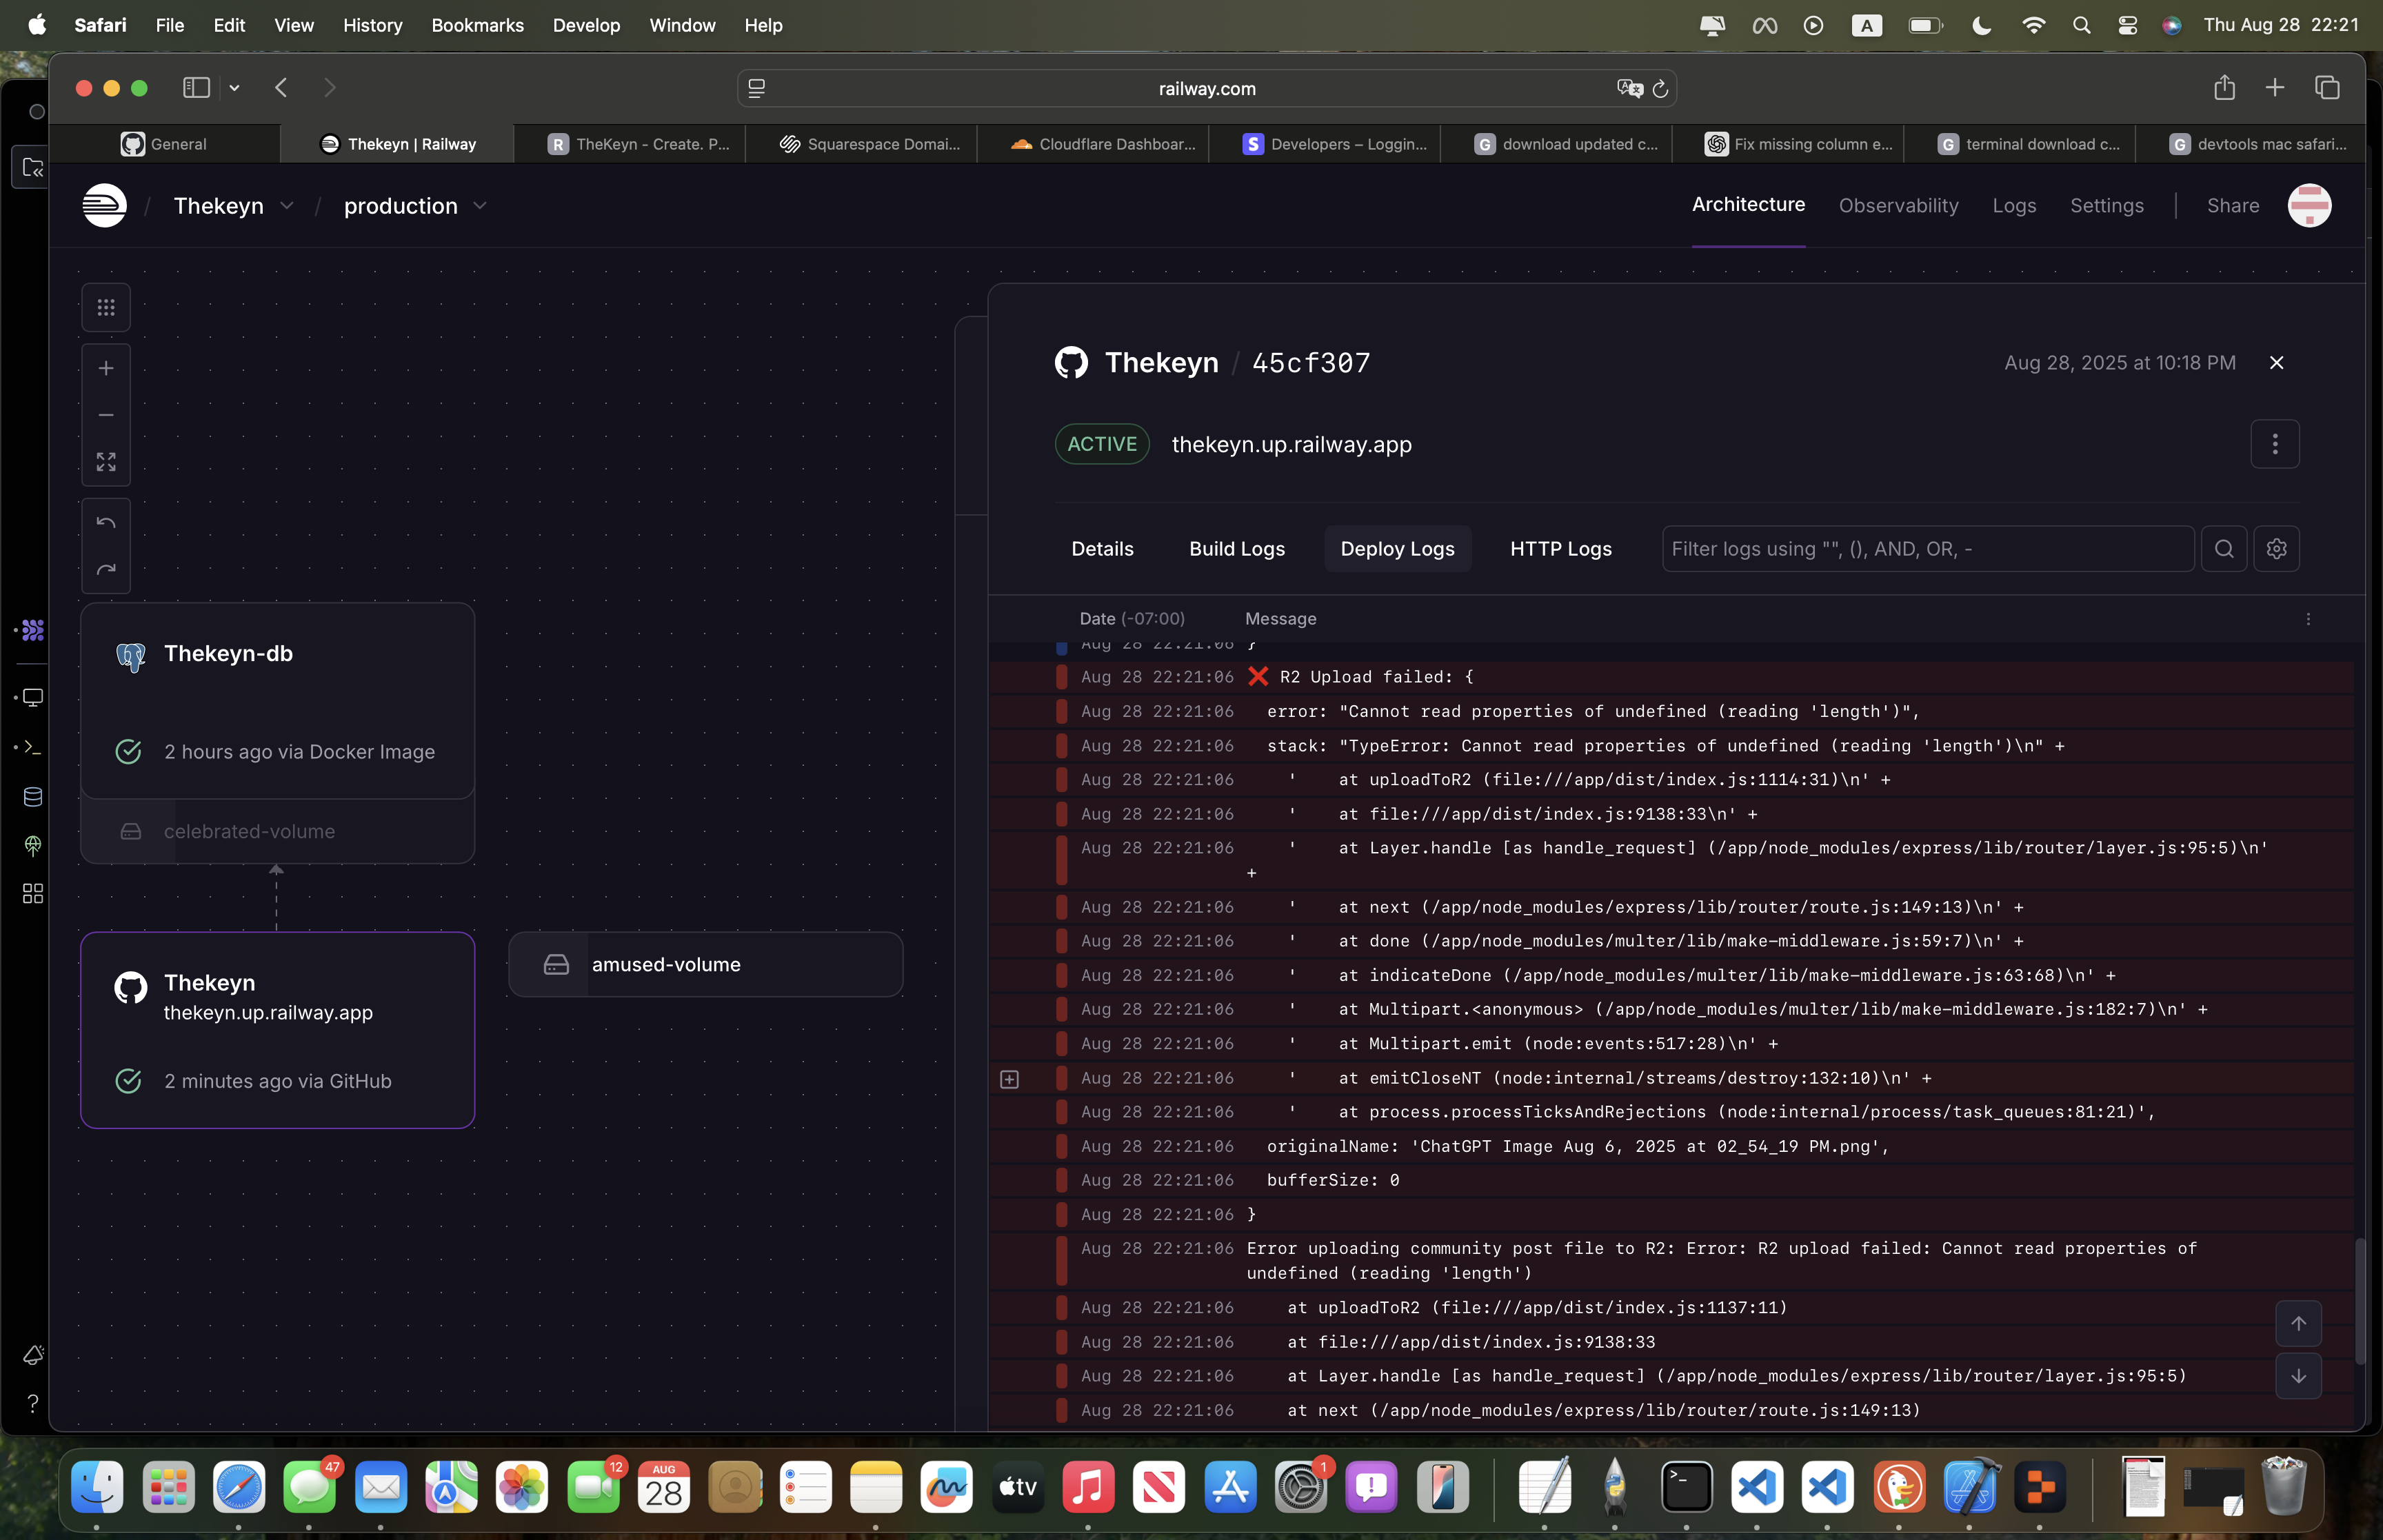 Safari File Edit View History Bookmarks Develop Window Help
A
Thu Aug 28 22:21
railway.com
General
Thekeyn | Railway
R TheKeyn - Create. P...
Squarespace Domai...
Cloudflare Dashboar...
S Developers – Loggin...
G download updated c...
Fix missing column e...
G terminal download c...
G devtools mac safari...
/ Thekeyn / production
Architecture Observability Logs Settings | Share
Thekeyn / 45cf307
Aug 28, 2025 at 10:18 PM
ACTIVE thekeyn.up.railway.app
Details Build Logs Deploy Logs HTTP Logs Filter logs using "", (), AND, OR, -
Date (-07:00) Message
Aug 28 22:21:06 }
Aug 28 22:21:06 ❌ R2 Upload failed: {
Aug 28 22:21:06 error: "Cannot read properties of undefined (reading 'length')",
Aug 28 22:21:06 stack: "TypeError: Cannot read properties of undefined (reading 'length')\n" +
Aug 28 22:21:06 ' at uploadToR2 (file:///app/dist/index.js:1114:31)\n' +
Aug 28 22:21:06 ' at file:///app/dist/index.js:9138:33\n' +
Aug 28 22:21:06 ' at Layer.handle [as handle_request] (/app/node_modules/express/lib/router/layer.js:95:5)\n'
+
Aug 28 22:21:06 ' at next (/app/node_modules/express/lib/router/route.js:149:13)\n' +
Aug 28 22:21:06 ' at done (/app/node_modules/multer/lib/make-middleware.js:59:7)\n' +
Aug 28 22:21:06 ' at indicateDone (/app/node_modules/multer/lib/make-middleware.js:63:68)\n' +
Aug 28 22:21:06 ' at Multipart.<anonymous> (/app/node_modules/multer/lib/make-middleware.js:182:7)\n' +
Aug 28 22:21:06 ' at Multipart.emit (node:events:517:28)\n' +
Aug 28 22:21:06 ' at emitCloseNT (node:internal/streams/destroy:132:10)\n' +
Aug 28 22:21:06 ' at process.processTicksAndRejections (node:internal/process/task_queues:81:21)',
Aug 28 22:21:06 originalName: 'ChatGPT Image Aug 6, 2025 at 02_54_19 PM.png',
Aug 28 22:21:06 bufferSize: 0
Aug 28 22:21:06 }
Aug 28 22:21:06 Error uploading community post file to R2: Error: R2 upload failed: Cannot read properties of
undefined (reading 'length')
Aug 28 22:21:06 at uploadToR2 (file:///app/dist/index.js:1137:11)
Aug 28 22:21:06 at file:///app/dist/index.js:9138:33
Aug 28 22:21:06 at Layer.handle [as handle_request] (/app/node_modules/express/lib/router/layer.js:95:5)
Aug 28 22:21:06 at next (/app/node_modules/express/lib/router/route.js:149:13)
Thekeyn-db
2 hours ago via Docker Image
celebrated-volume
Thekeyn
thekeyn.up.railway.app
2 minutes ago via GitHub
amused-volume
47
12
AUG
28
tv
1